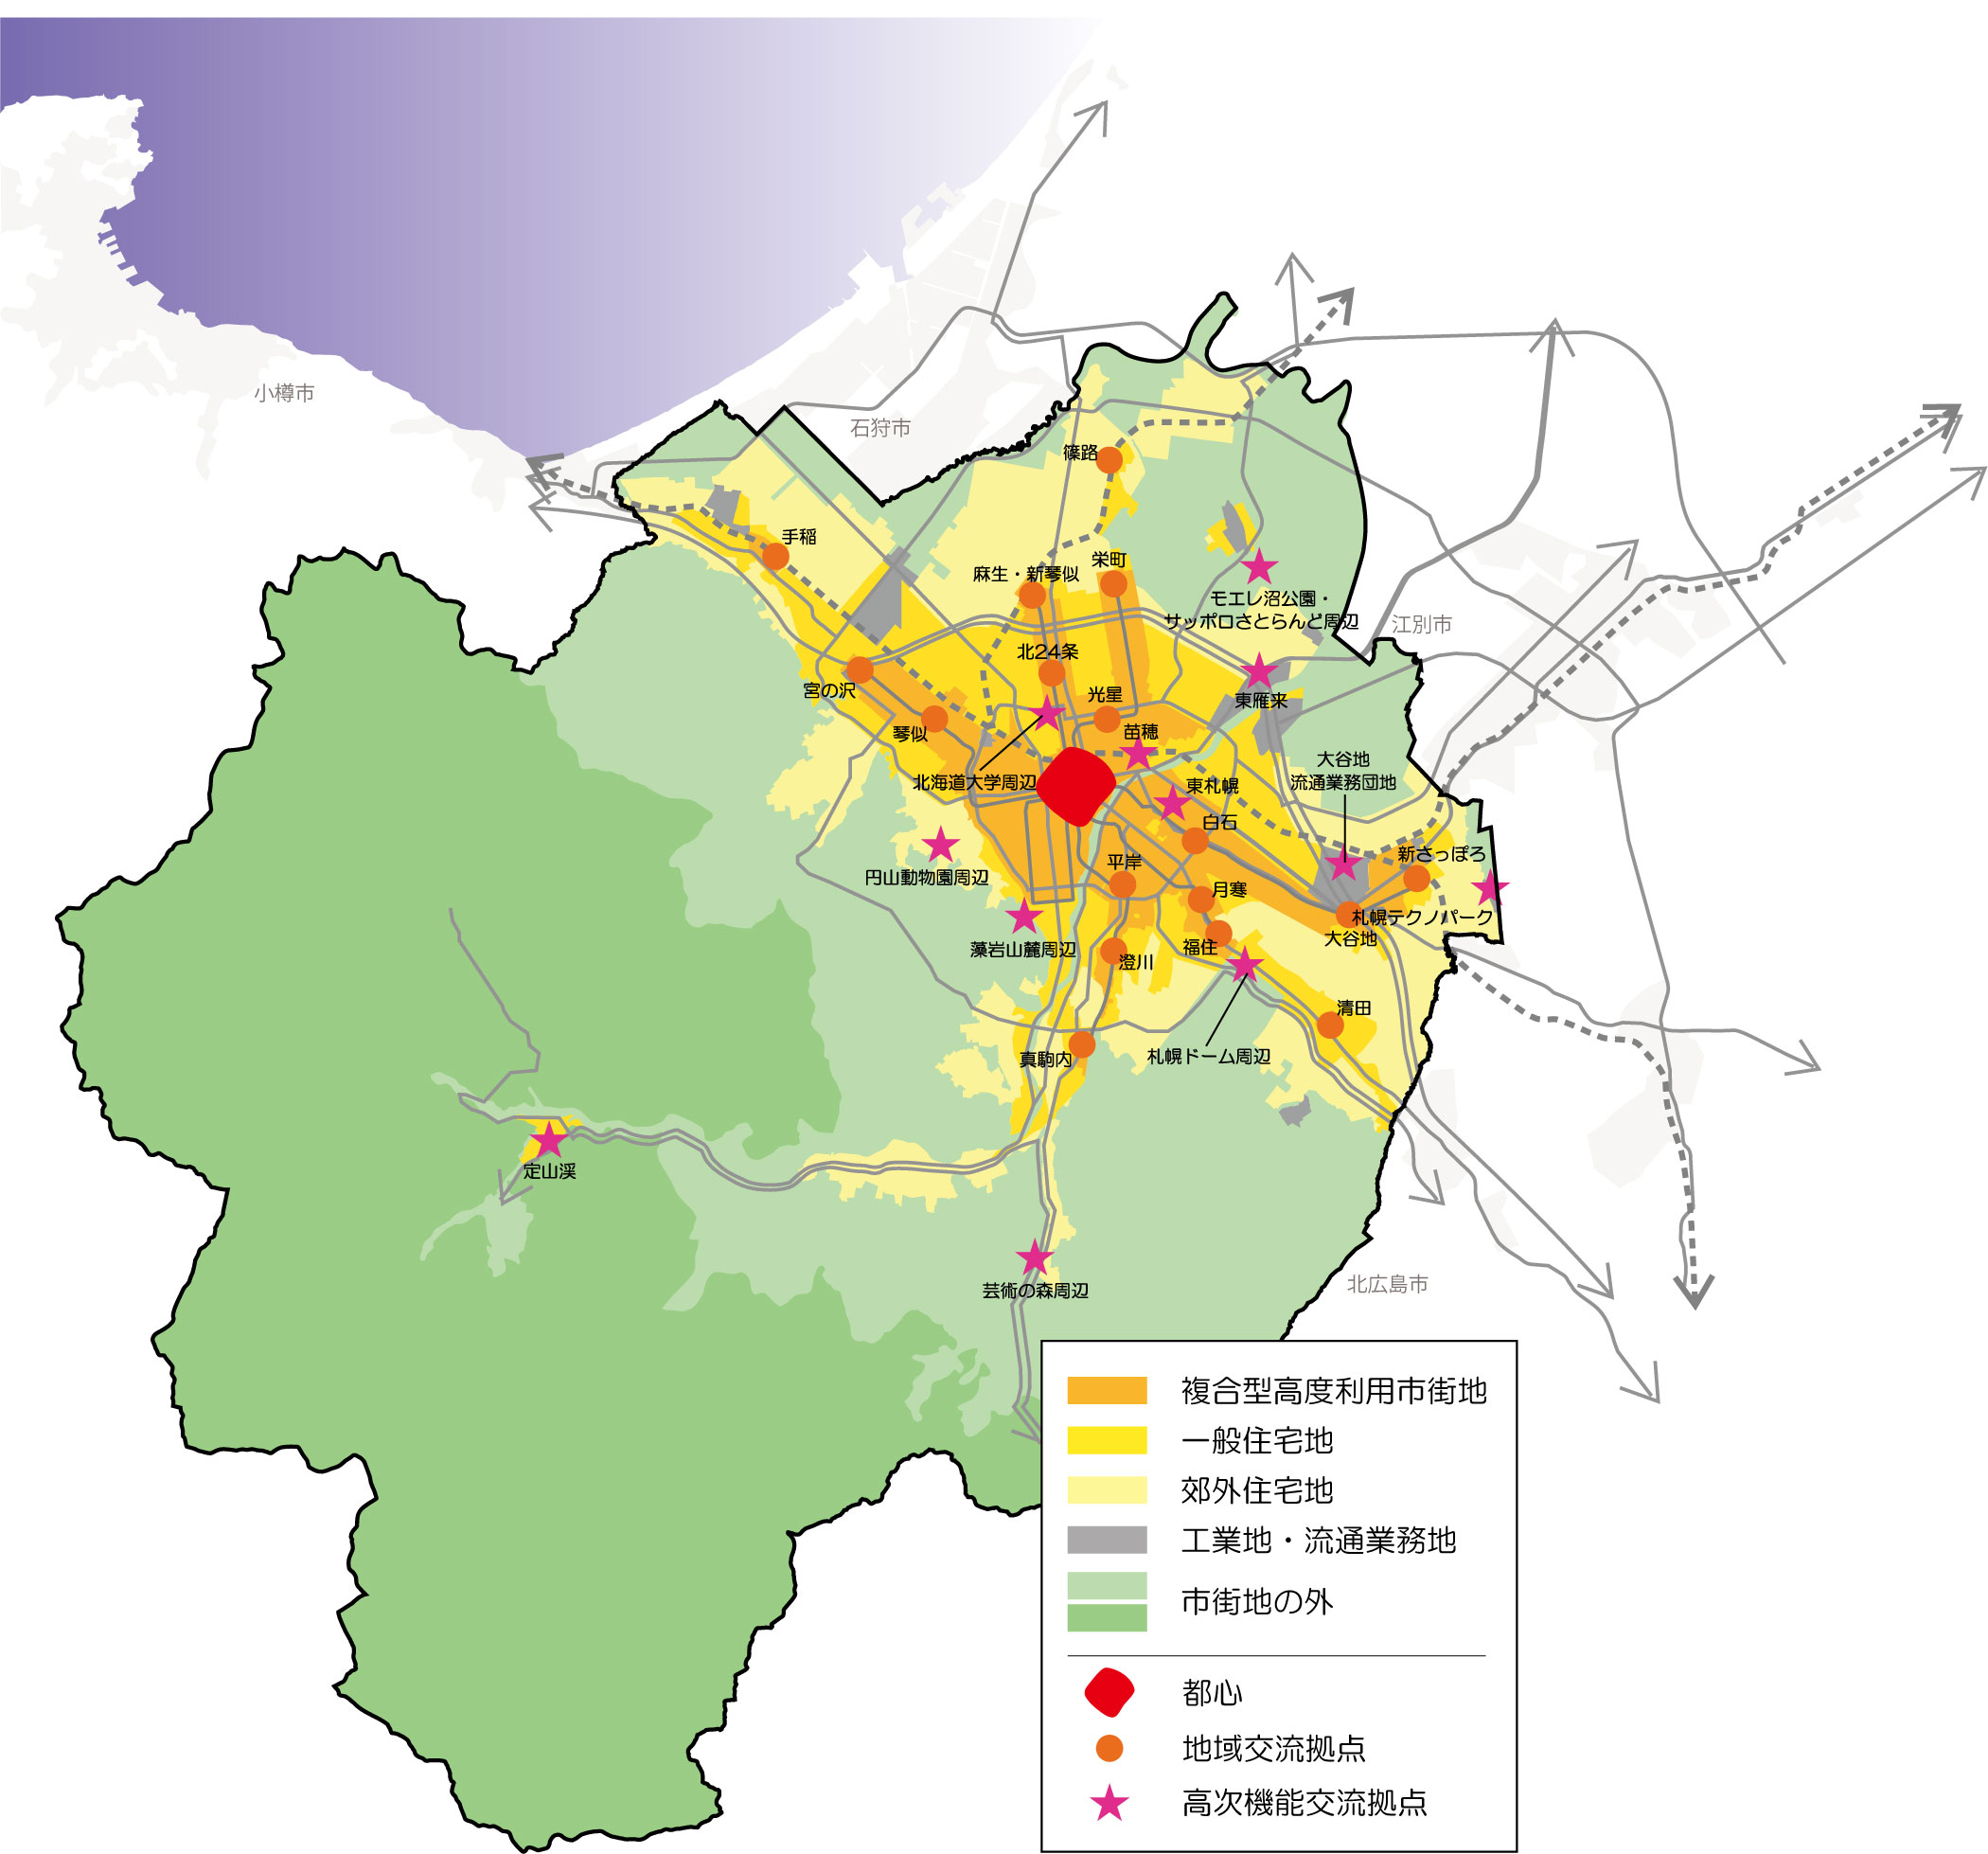 小樽市
石狩市
篠路
手稲
栄町
麻生・新琴似
モエレ沼公園・
サッポロさとらんど周辺
江別市
北24条
宮の沢
光星
東雁来
琴似
苗穂
大谷地
流通業務団地
北海道大学周辺
東札幌
白石
新さっぽろ
平岸
円山動物園周辺
月寒
札幌テクノパーク
大谷地
藻岩山麓周辺
福住
澄川
清田
真駒内
札幌ドーム周辺
定山渓
芸術の森周辺
北広島市
複合型高度利用市街地
一般住宅地
郊外住宅地
工業地・流通業務地
市街地の外
都心
地域交流拠点
高次機能交流拠点